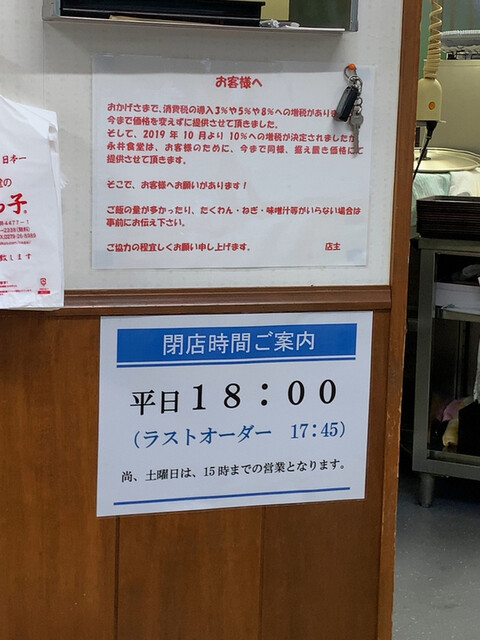 お客様へ
おかげさまで、消費税の導入3%や5%や8%への増税があり
今まで価格を変えずに提供させて頂きました。
そして、2019 年 10 月より 10%への増税が決定されましたが
永井食堂は、お客様のために、今まで同様、据え置き価格に
提供させて頂きます。
そこで、お客様へお願いがあります!
ご飯の量が多かったり、たくわん・ねぎ・味噌汁等がいらない場合は
事前にお伝え下さい。
ご協力の程宜しくお願い申し上げます。 店主
日本一
の
っ子
閉店時間ご案内
平日18:00
(ラストオーダー 17:45)
尚、土曜日は、15時までの営業となります。